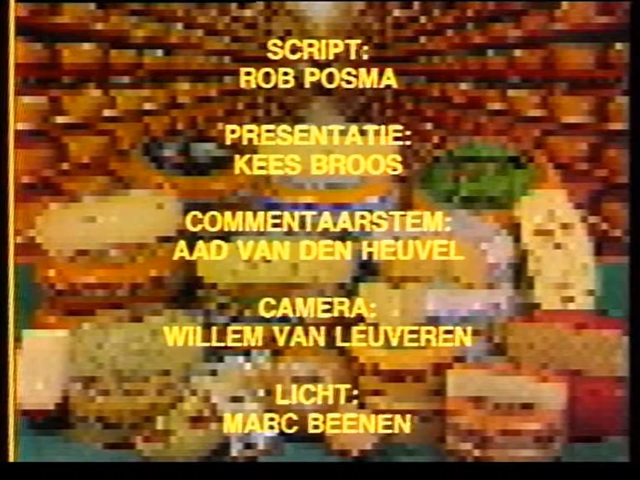 SCRIPT:
ROB POSMA
PRESENTATIE:
KEES BROOS
COMMENTAARSTEM:
AAD VAN DEN HEUVEL
CAMERA:
WILLEM VAN LEUVEREN
LICHT:
MARC BEENEN